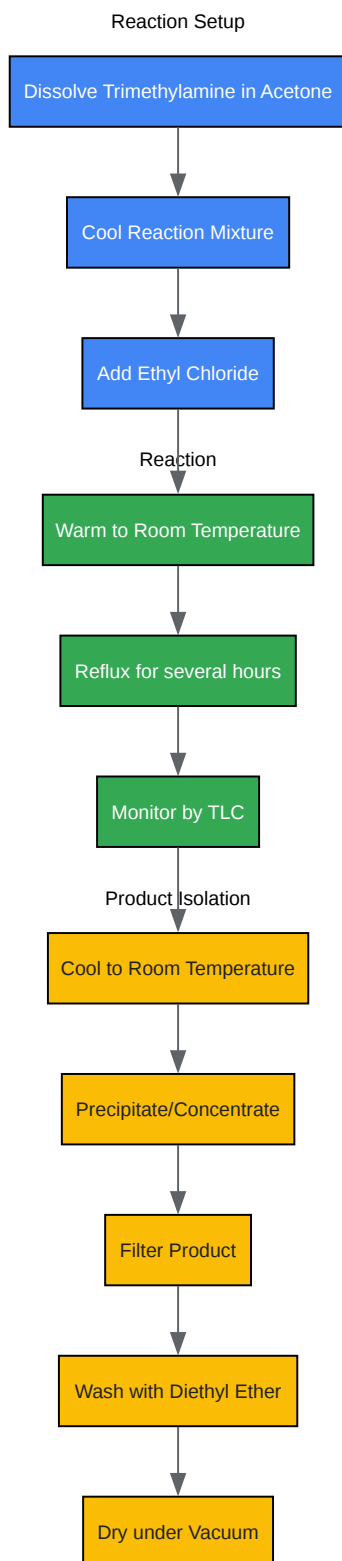 Reaction Setup
Dissolve Trimethylamine in Acetone
Cool Reaction Mixture
Add Ethyl Chloride
Reaction
Warm to Room Temperature
Reflux for several hours
Monitor by TLC
Product Isolation
Cool to Room Temperature
Precipitate/Concentrate
Filter Product
Wash with Diethyl Ether
Dry under Vacuum